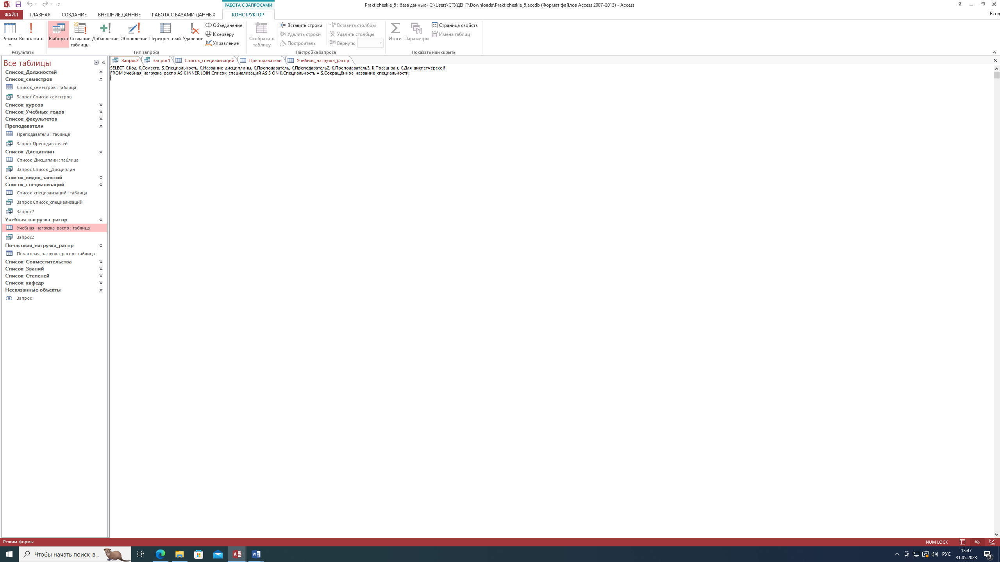 РАБОТА С ЗАПРОСАМИ
Prakticheskie_5 : база данных- C:\Users\СТУДЕНТ\Downloads\Prakticheskie_5.accdb (Формат файлов Access 2007–2013) - Access
ФАЙЛ ГЛАВНАЯ СОЗДАНИЕ ВНЕШНИЕ ДАННЫЕ РАБОТА С БАЗАМИ ДАННЫХ КОНСТРУКТОР Вход
Режим Выполнить
Результаты
Выборка Создание таблицы Добавление Обновление Перекрестный Удаление
Объединение
К серверу
Управление
Тип запроса
Отобразить таблицу
Вставить строки
Удалить строки
Построитель
Вставить столбцы
Удалить столбцы
Вернуть:
Настройка запроса
Итоги Параметры
Страница свойств
Имена таблиц
Показать или скрыть
Все таблицы
Список_Должностей
Список_семестров
Список_семестров : таблица
Запрос Список_семестров
Список_курсов
Список_Учебных_годов
Список_факультетов
Преподаватели
Преподаватели : таблица
Запрос Преподавателей
Список_Дисциплин
Список_Дисциплин : таблица
Запрос Список _Дисциплин
Список_видов_занятий
Список_специализаций
Список_специализаций : таблица
Запрос Список_специализаций
Запрос2
Учебная_нагрузка_распр
Учебная_нагрузка_распр : таблица
Запрос2
Почасовая_нагрузка_распр
Почасовая_нагрузка_распр : таблица
Список_Совместительства
Список_Званий
Список_Степеней
Список_кафедр
Несвязанные объекты
Запрос1
Запрос2 Запрос1 Список_специализаций Преподаватели Учебная_нагрузка_распр
SELECT K.Код, K.Семестр, S.Специальность, K.Название_дисциплины, K.Преподаватель, K.Преподаватель2, K.Преподаватель3, K.Посещ_зан, K.Для_диспетчерской
FROM Учебная_нагрузка_распр AS K INNER JOIN Список_специализаций AS S ON K.Специальность = S.Сокращённое_название_специальности;
Режим формы
NUM LOCK
SQL
Чтобы начать поиск, в...
РУС
13:47
31.05.2023
3